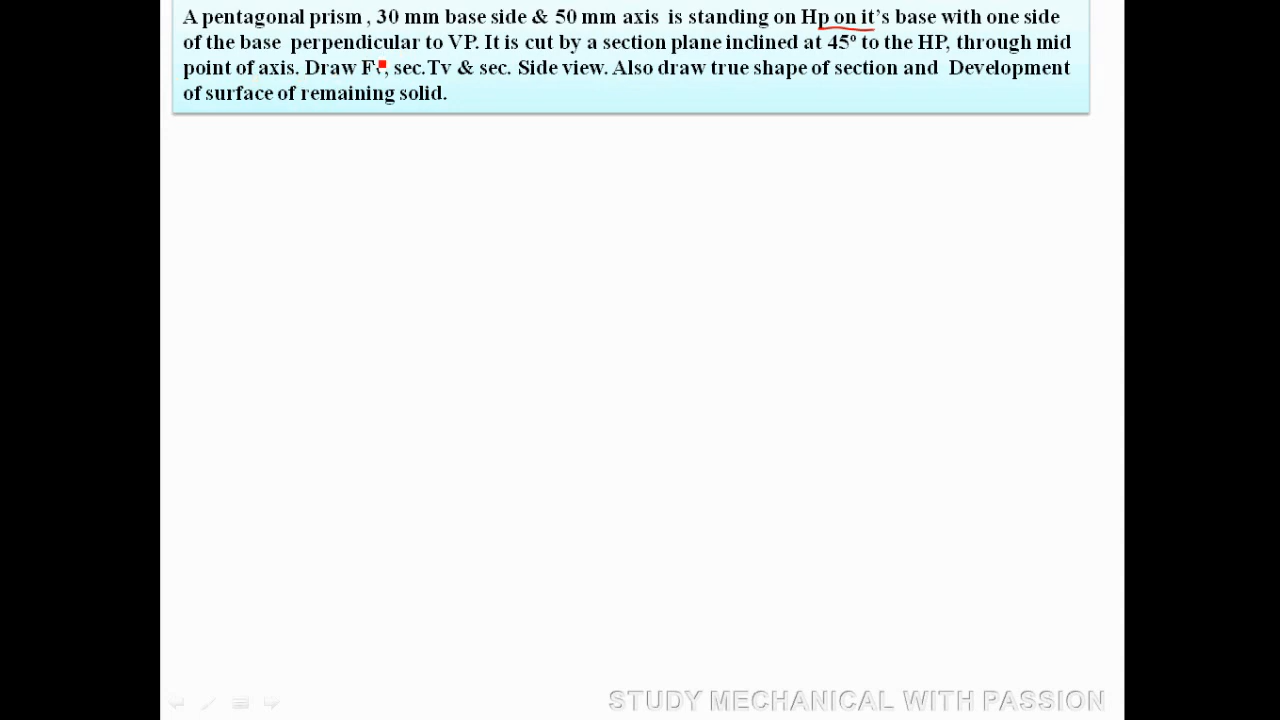 A pentagonal prism , 30 mm base side & 50 mm axis is standing on Hp on it’s base with one side
of the base perpendicular to VP. It is cut by a section plane inclined at 45º to the HP, through mid
point of axis. Draw Fv, sec.Tv & sec. Side view. Also draw true shape of section and Development
of surface of remaining solid.
STUDY MECHANICAL WITH PASSION